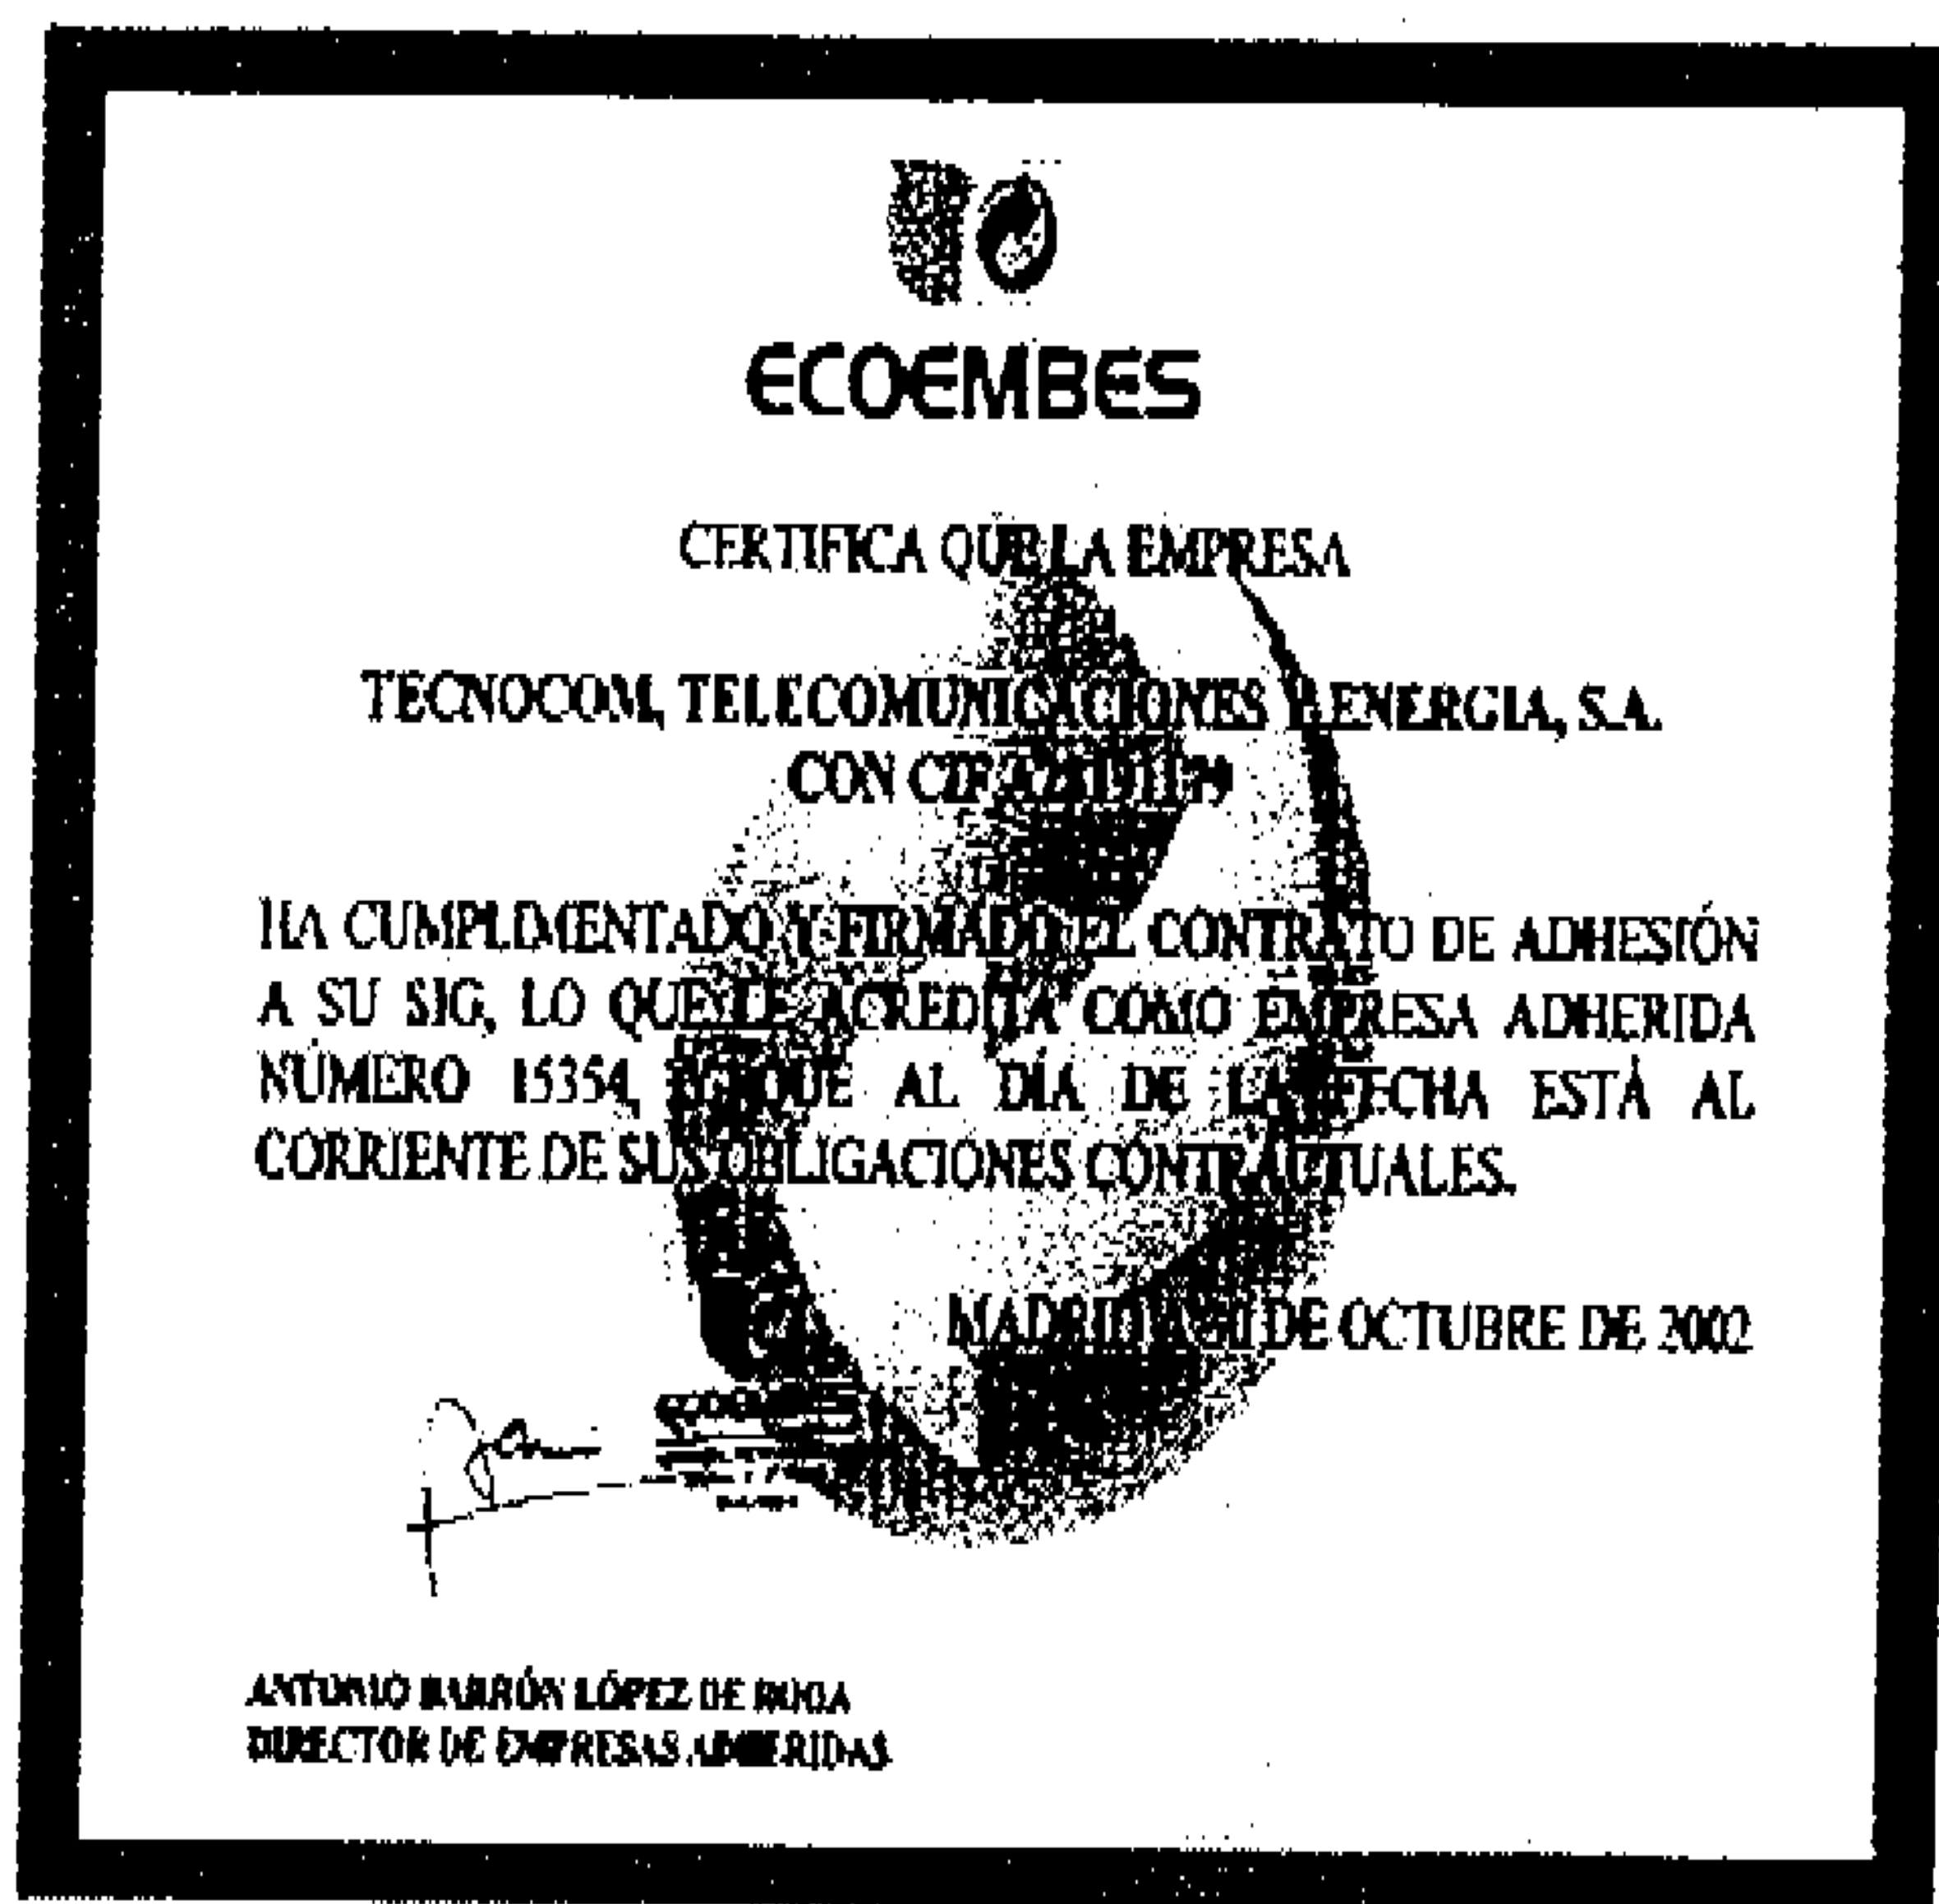 ECOEMBES
CERTIFICA QUE LA EMPRESA
TECNOCOM, TELECOMUNICACIONES Y ENERGIA, S.A.
CON CIF
HA CUMPLIMENTADO Y FIRMADO EL CONTRATO DE ADHESIÓN
A SU SIG, LO QUE LE ACREDITA COMO EMPRESA ADHERIDA
NÚMERO 15354, QUE AL DÍA DE LA FECHA ESTÁ AL
CORRIENTE DE SUS OBLIGACIONES CONTRACTUALES.
MADRID DE OCTUBRE DE 2002
ANTONIO LÓPEZ DE
DIRECTOR DE EMPRESAS ADHERIDAS